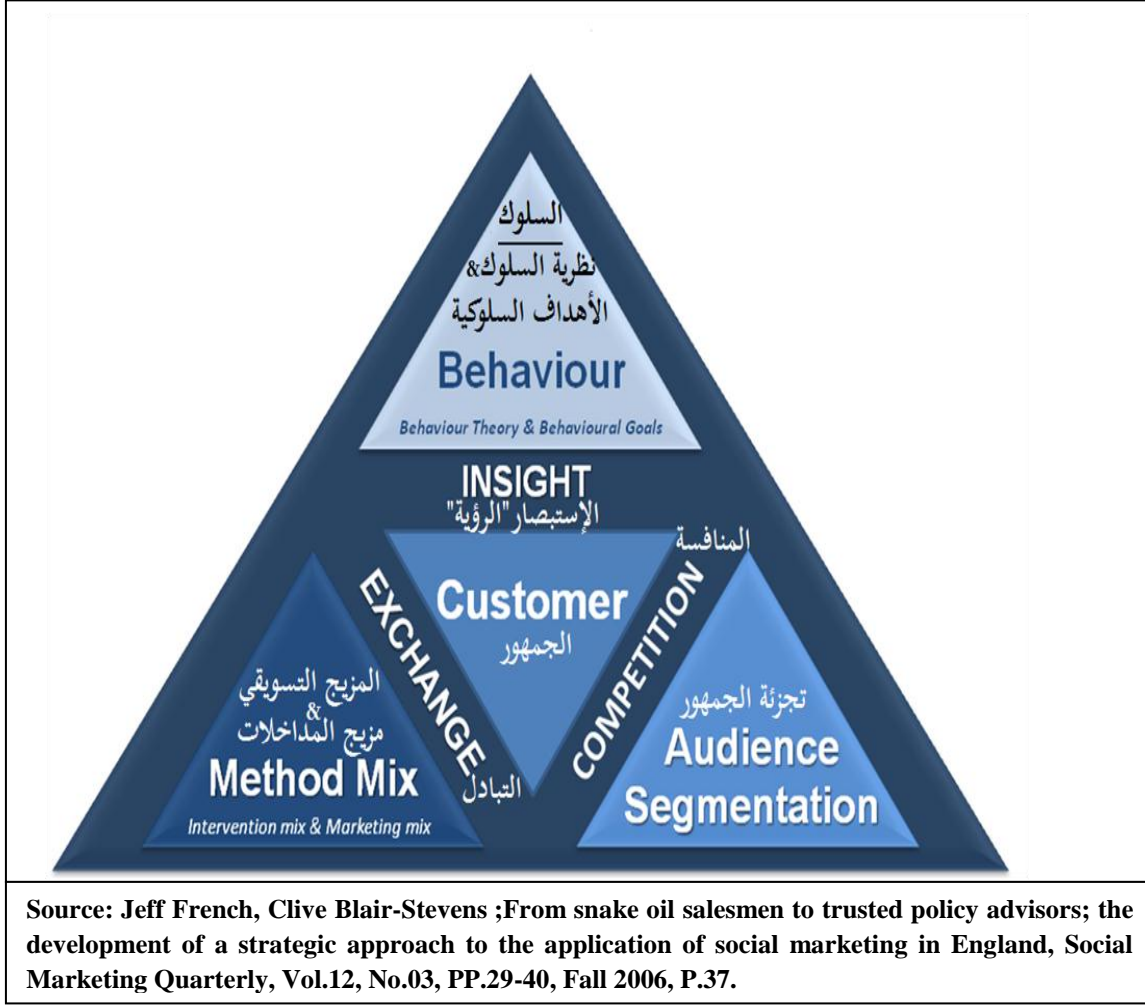 السلوك
نظرية السلوك&
الأهداف السلوكية
Behaviour
Behaviour Theory & Behavioural Goals
INSIGHT
الإستبصار"الرؤية"
المنافسة
EXCHANGE
Customer
الجمهور
COMPETITION
التبادل
المزيج التسويقي
&
مزيج المداخلات
Method Mix
Intervention mix & Marketing mix
تجزئة الجمهور
Audience
Segmentation
Source: Jeff French, Clive Blair-Stevens ;From snake oil salesmen to trusted policy advisors; the
development of a strategic approach to the application of social marketing in England, Social
Marketing Quarterly, Vol.12, No.03, PP.29-40, Fall 2006, P.37.